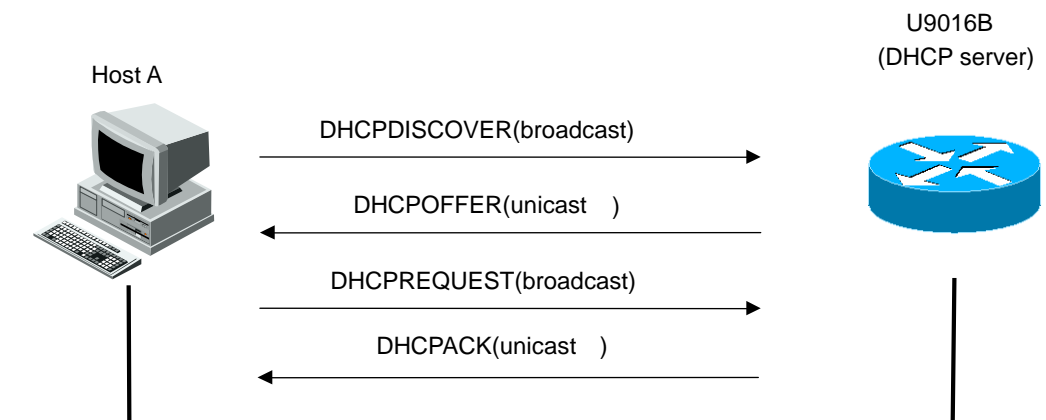 U9016B
(DHCP server)
Host A
DHCPDISCOVER(broadcast)
DHCPOFFER(unicast )
DHCPREQUEST(broadcast)
DHCPACK(unicast )